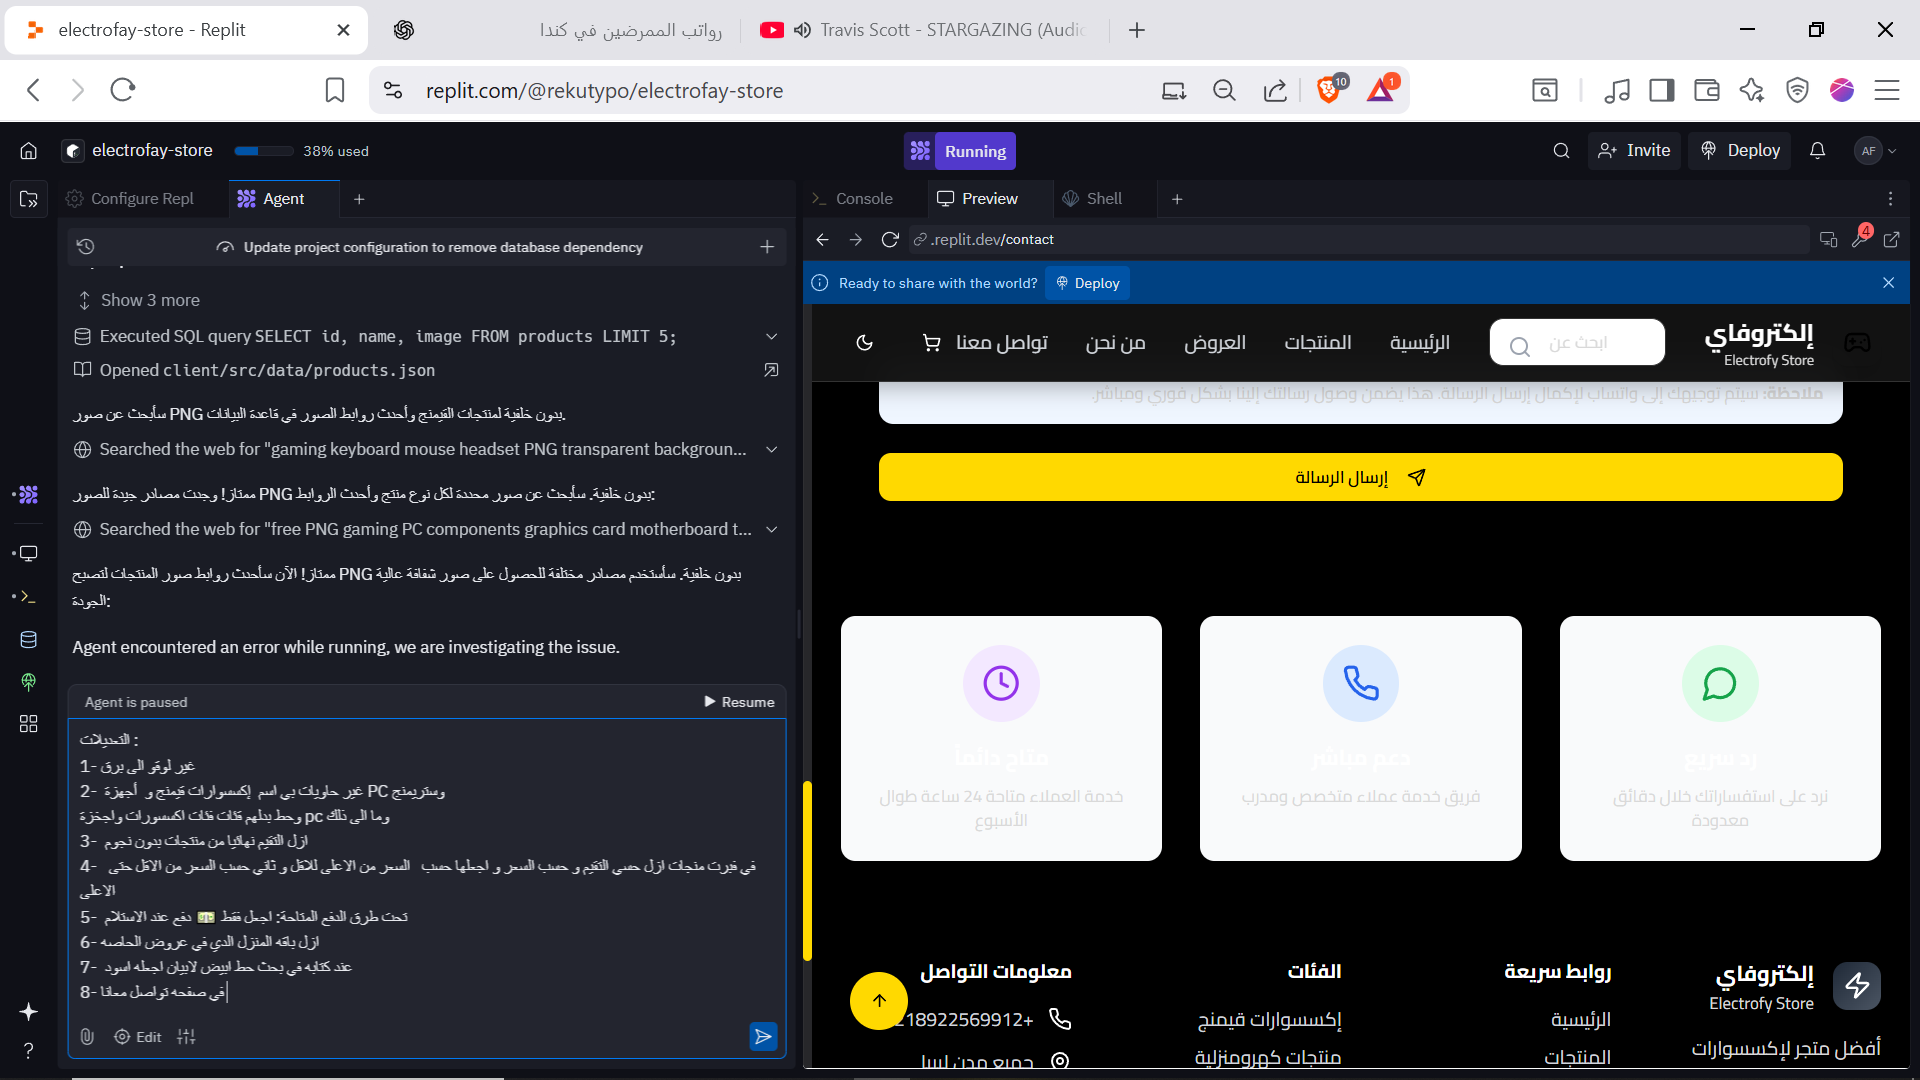 electrofay-store - Replit
رواتب الممرضين في كندا
Travis Scott - STARGAZING (Audio
replit.com/@rekutypo/electrofay-store
10
1
electrofay-store
38% used
Running
Invite
Deploy
AF
Configure Repl
Agent
Console
Preview
Shell
Update project configuration to remove database dependency
.replit.dev/contact
4
Ready to share with the world?
Deploy
Show 3 more
Executed SQL query SELECT id, name, image FROM products LIMIT 5;
Opened client/src/data/products.json
سأبحث عن صور PNG بدون خلفية لمنتجات القيمنج وأحدث روابط الصور في قاعدة البيانات.
Searched the web for "gaming keyboard mouse headset PNG transparent backgroun...
ممتاز! وجدت مصادر جيدة للصور PNG بدون خلفية. سأبحث عن صور محددة لكل نوع منتج وأحدث الروابط:
Searched the web for "free PNG gaming PC components graphics card motherboard t...
ممتاز! الآن سأحدث روابط صور المنتجات لتصبح PNG بدون خلفية. سأستخدم مصادر مختلفة للحصول على صور شفافة عالية
الجودة:
Agent encountered an error while running, we are investigating the issue.
Agent is paused
Resume
التعديلات :
1- غير لوقو الى برق
2- غير حاويات بي اسم إكسسوارات قيمنج و أجهزة PC وستريمنج
وما الى ذلك pc وحط بدلهم فئات فئات اكسسورات واجخزة
3- ازل التقيم نهائيا من منتجات بدون نجوم
4- في فيرت منجات ازل حسي التقيم و حسب السعر و اجعلها حسب السعر من الاعلى للاقل و ثاني حسب السعر من الاقل حتى
الاعلى
5- تحت طرق الدفع المتاحة: اجعل فقط 💵 دفع عند الاستلام
6- ازل باقه المنزل الدي في عروض الخاصه
7- عند كتابه في بحث خط ابيض لايبان اجعله اسود
8- في صفحه تواصل معانا
Edit
إلكتروفاي
Electrofy Store
ابحث عن
الرئيسية
المنتجات
العروض
من نحن
تواصل معنا
ملاحظة: سيتم توجيهك إلى واتساب لإكمال إرسال الرسالة. هذا يضمن وصول رسالتك إلينا بشكل فوري ومباشر.
إرسال الرسالة
رد سريع
نرد على استفساراتك خلال دقائق
معدودة
دعم مباشر
فريق خدمة عملاء متخصص ومدرب
متاح دائماً
خدمة العملاء متاحة 24 ساعة طوال
الأسبوع
إلكتروفاي
Electrofy Store
أفضل متجر لإكسسوارات
روابط سريعة
الرئيسية
المنتجات
الفئات
إكسسوارات قيمنج
منتجات كهرومنزلية
معلومات التواصل
218922569912+
جميع مدن ليبيا